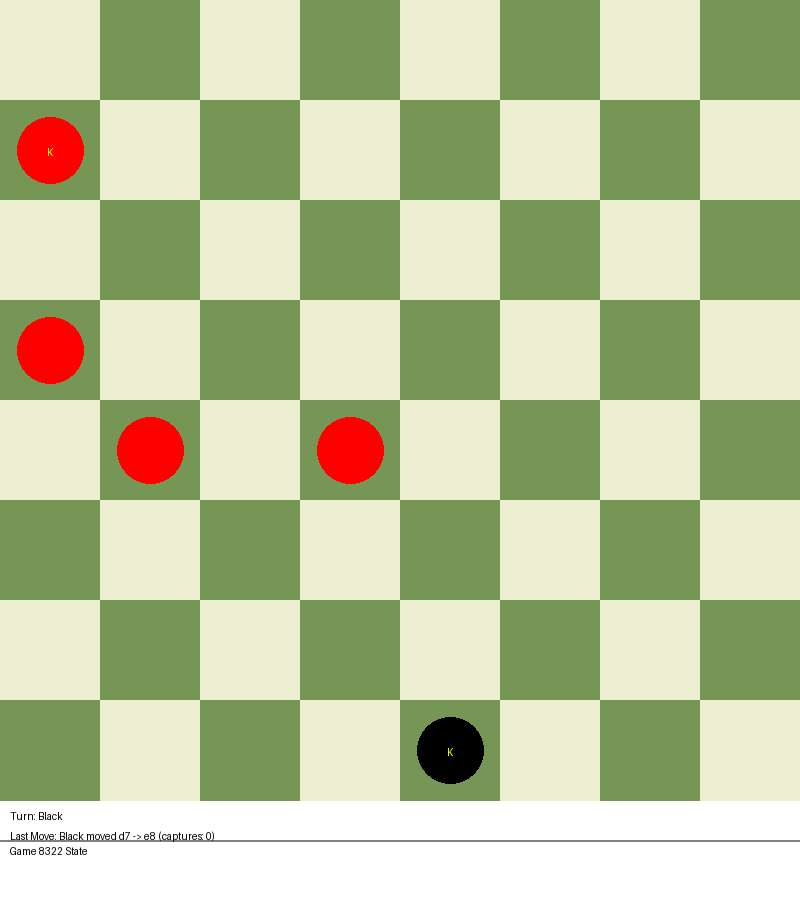 K
K
Turn: Black
Last Move: Black moved d7 -> e8 (captures: 0)
Game 8322 State